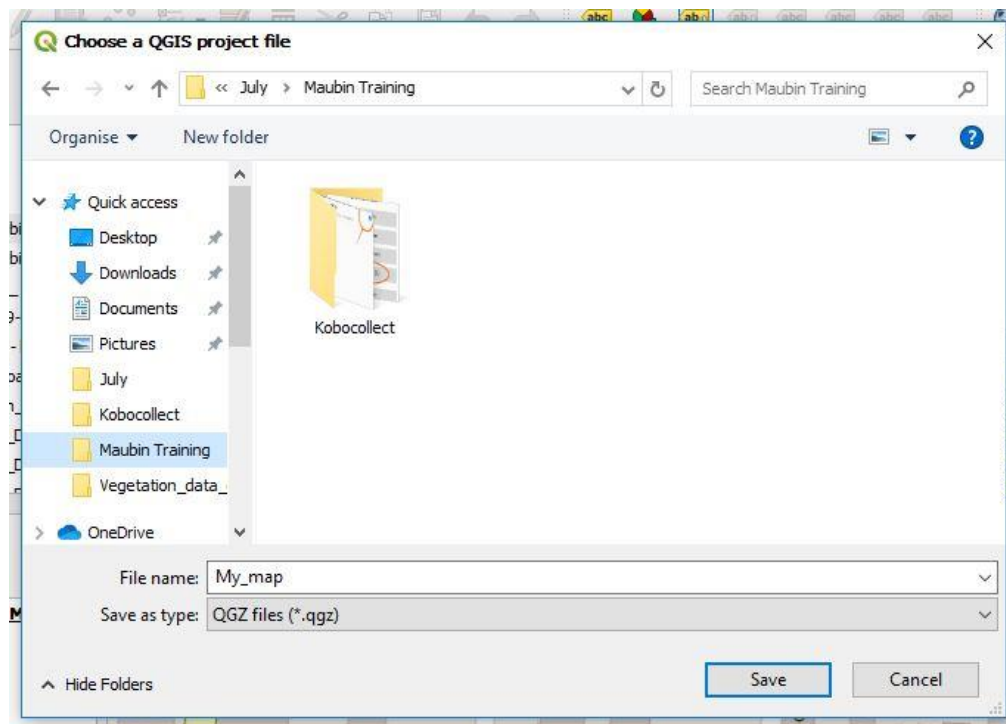 abc
Choose a QGIS project file
« July > Maubin Training
Search Maubin Training
Organise
New folder
Quick access
Desktop
Downloads
Documents
Pictures
July
Kobocollect
Maubin Training
Vegetation_data_
OneDrive
Kobocollect
File name: My_map
Save as type: QGZ files (*.qgz)
Hide Folders
Save
Cancel